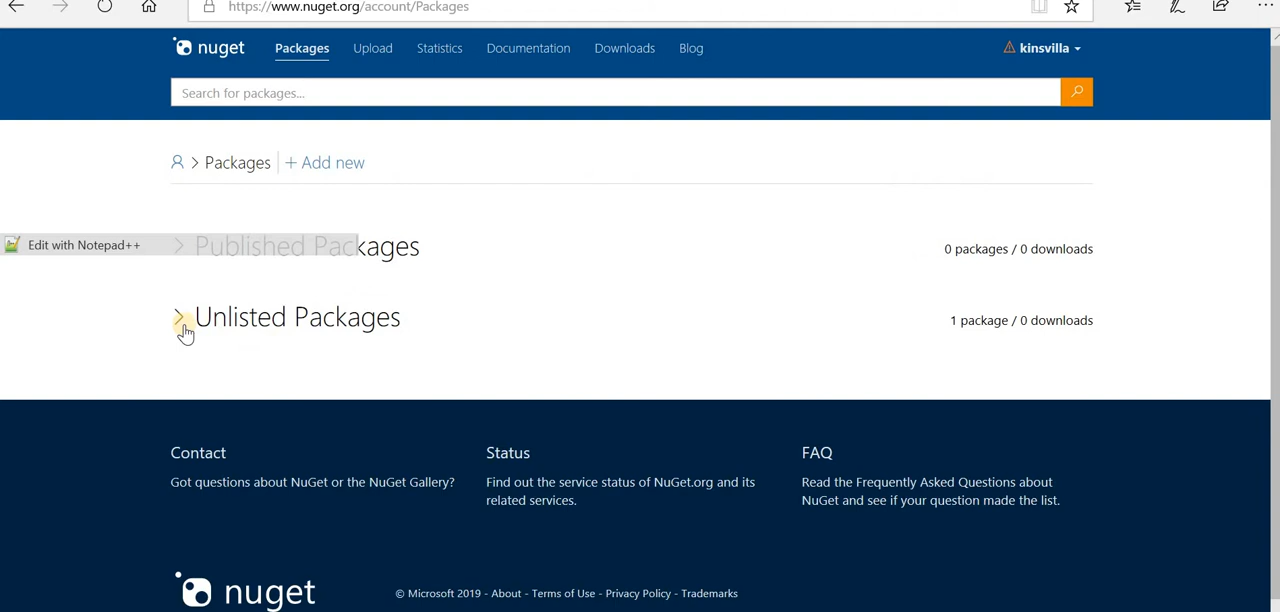 https://www.nuget.org/account/Packages
nuget Packages Upload Statistics Documentation Downloads Blog kinsvilla
Search for packages...
> Packages + Add new
Edit with Notepad++
Published Packages 0 packages / 0 downloads
Unlisted Packages 1 package / 0 downloads
Contact Status FAQ
Got questions about NuGet or the NuGet Gallery? Find out the service status of NuGet.org and its Read the Frequently Asked Questions about
related services. NuGet and see if your question made the list.
nuget © Microsoft 2019 - About - Terms of Use - Privacy Policy - Trademarks